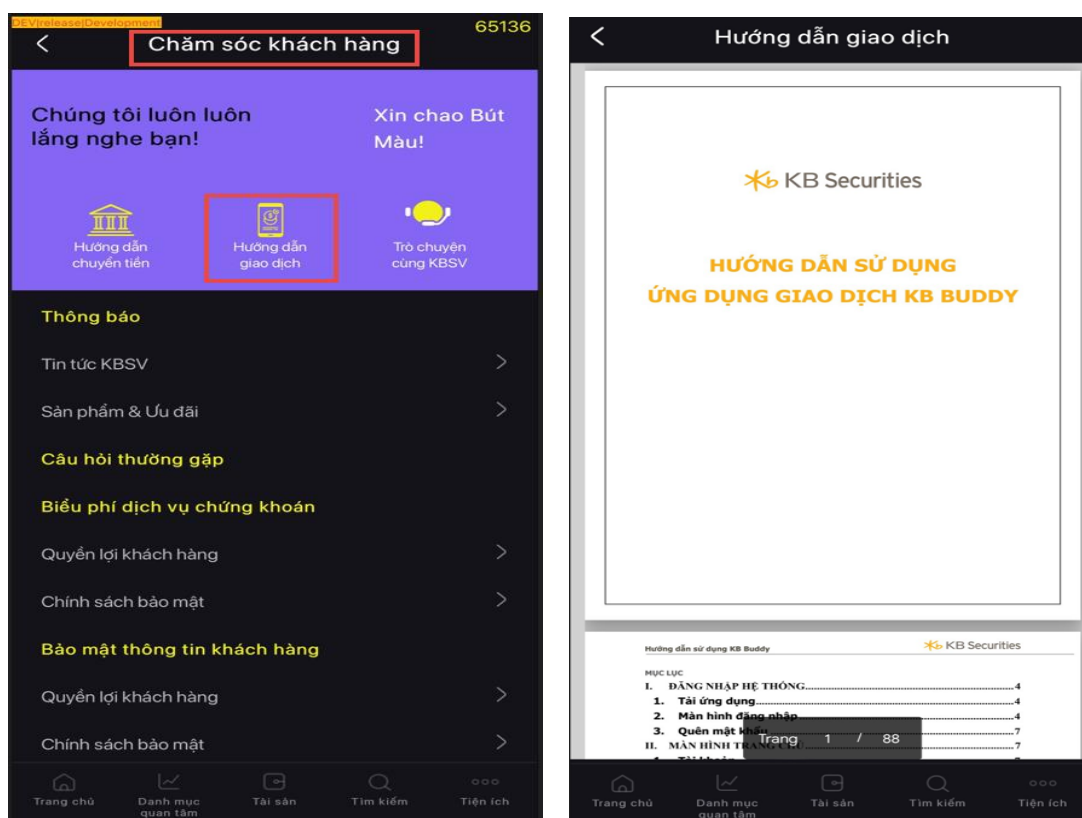 DEV|release|Development
65136
Chăm sóc khách hàng
Chúng tôi luôn luôn
lắng nghe bạn!
Xin chao Bút
Màu!
Hướng dẫn
chuyển tiền
Hướng dẫn
giao dịch
Trò chuyện
cùng KBSV
Thông báo
Tin tức KBSV
Sản phẩm & Ưu đãi
Câu hỏi thường gặp
Biểu phí dịch vụ chứng khoán
Quyền lợi khách hàng
Chính sách bảo mật
Bảo mật thông tin khách hàng
Quyền lợi khách hàng
Chính sách bảo mật
Trang chủ
Danh mục
quan tâm
Tài sản
Tìm kiếm
Tiện ích
Hướng dẫn giao dịch
KB Securities
HƯỚNG DẪN SỬ DỤNG
ỨNG DỤNG GIAO DỊCH KB BUDDY
Hướng dẫn sử dụng KB Buddy
KB Securities
MỤC LỤC
I. ĐĂNG NHẬP HỆ THỐNG 4
1. Tải ứng dụng 4
2. Màn hình đăng nhập 4
3. Quên mật khẩu 7
II. MÀN HÌNH TRANG CHỦ 7
Trang 1 / 88
Trang chủ
Danh mục
quan tâm
Tài sản
Tìm kiếm
Tiện ích